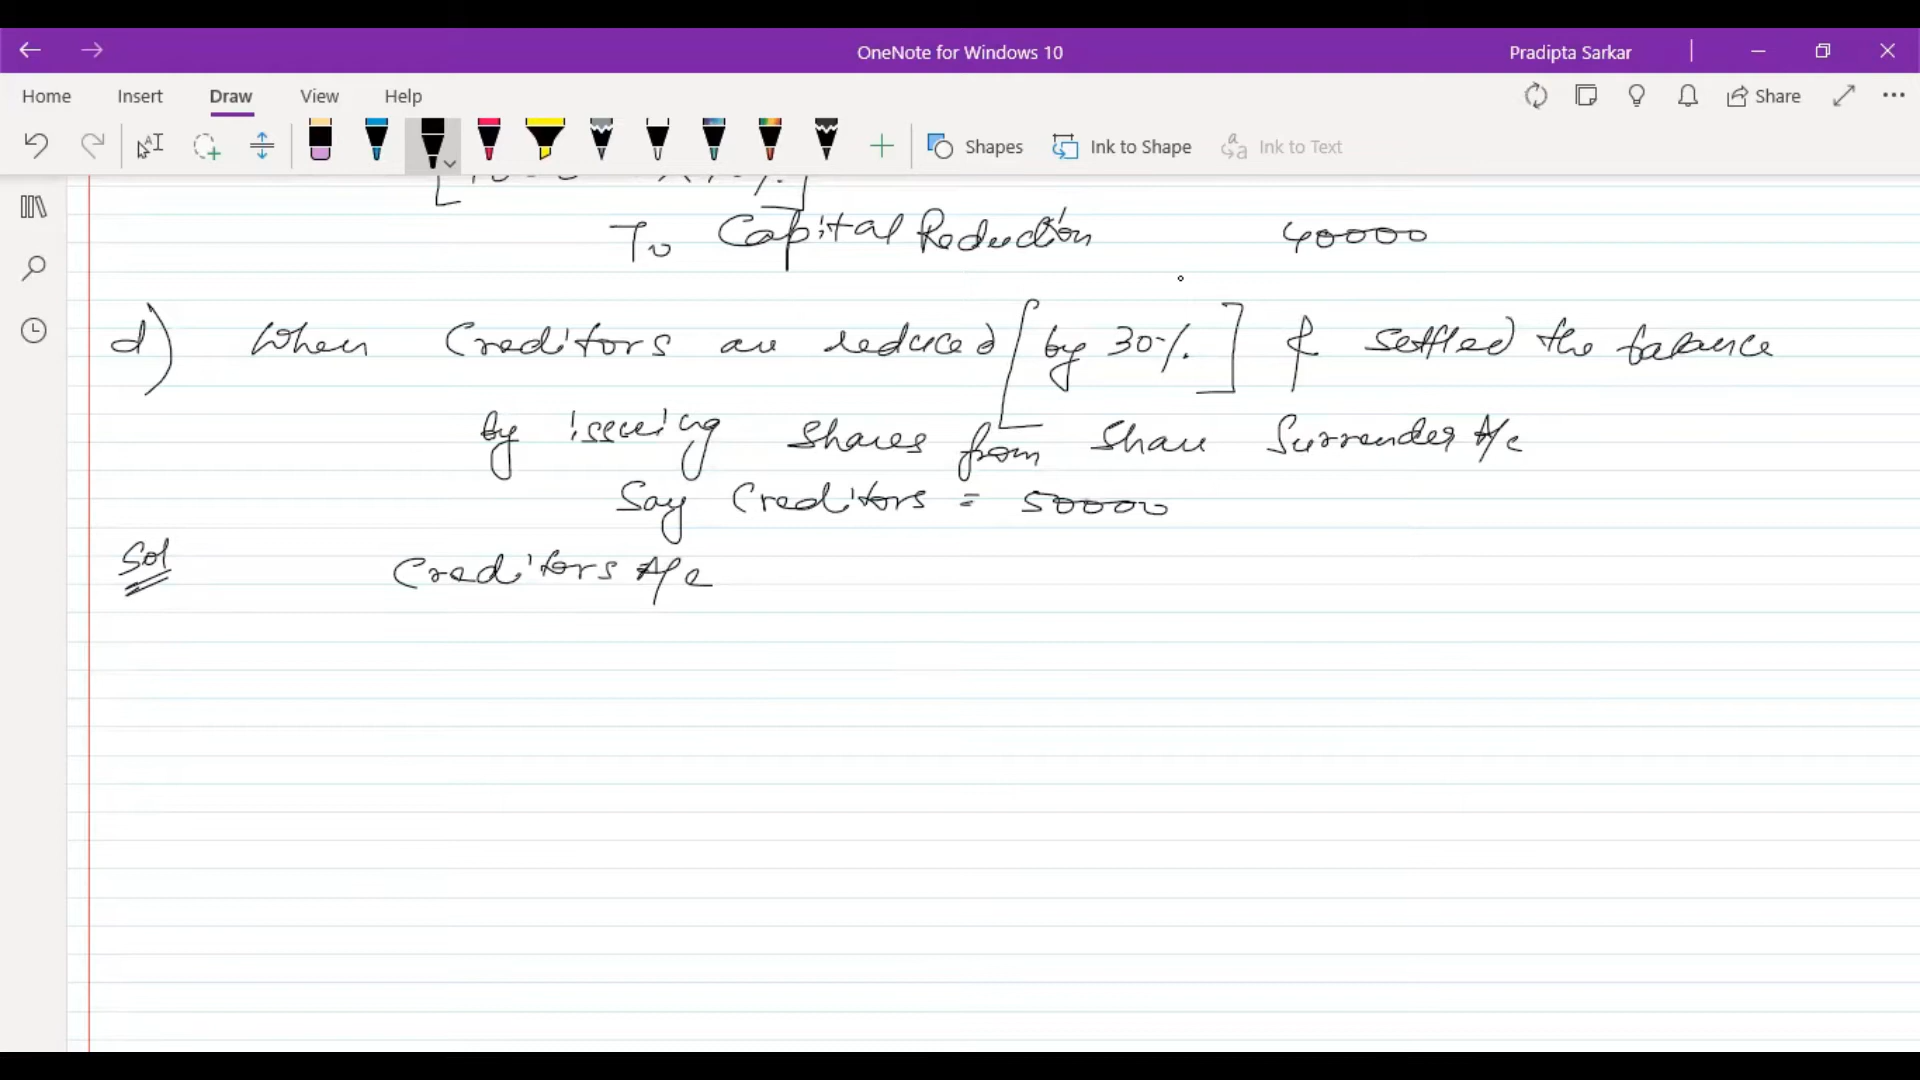 OneNote for Windows 10
Pradipta Sarkar
Home Insert Draw View Help
Share
Shapes Ink to Shape Ink to Text
To Capital Reduction 40000
d) When Creditors are reduced [by 30%.] & settled the balance
by issuing shares from Share Surrender A/c
Say Creditors = 50000
Sol Creditors A/c